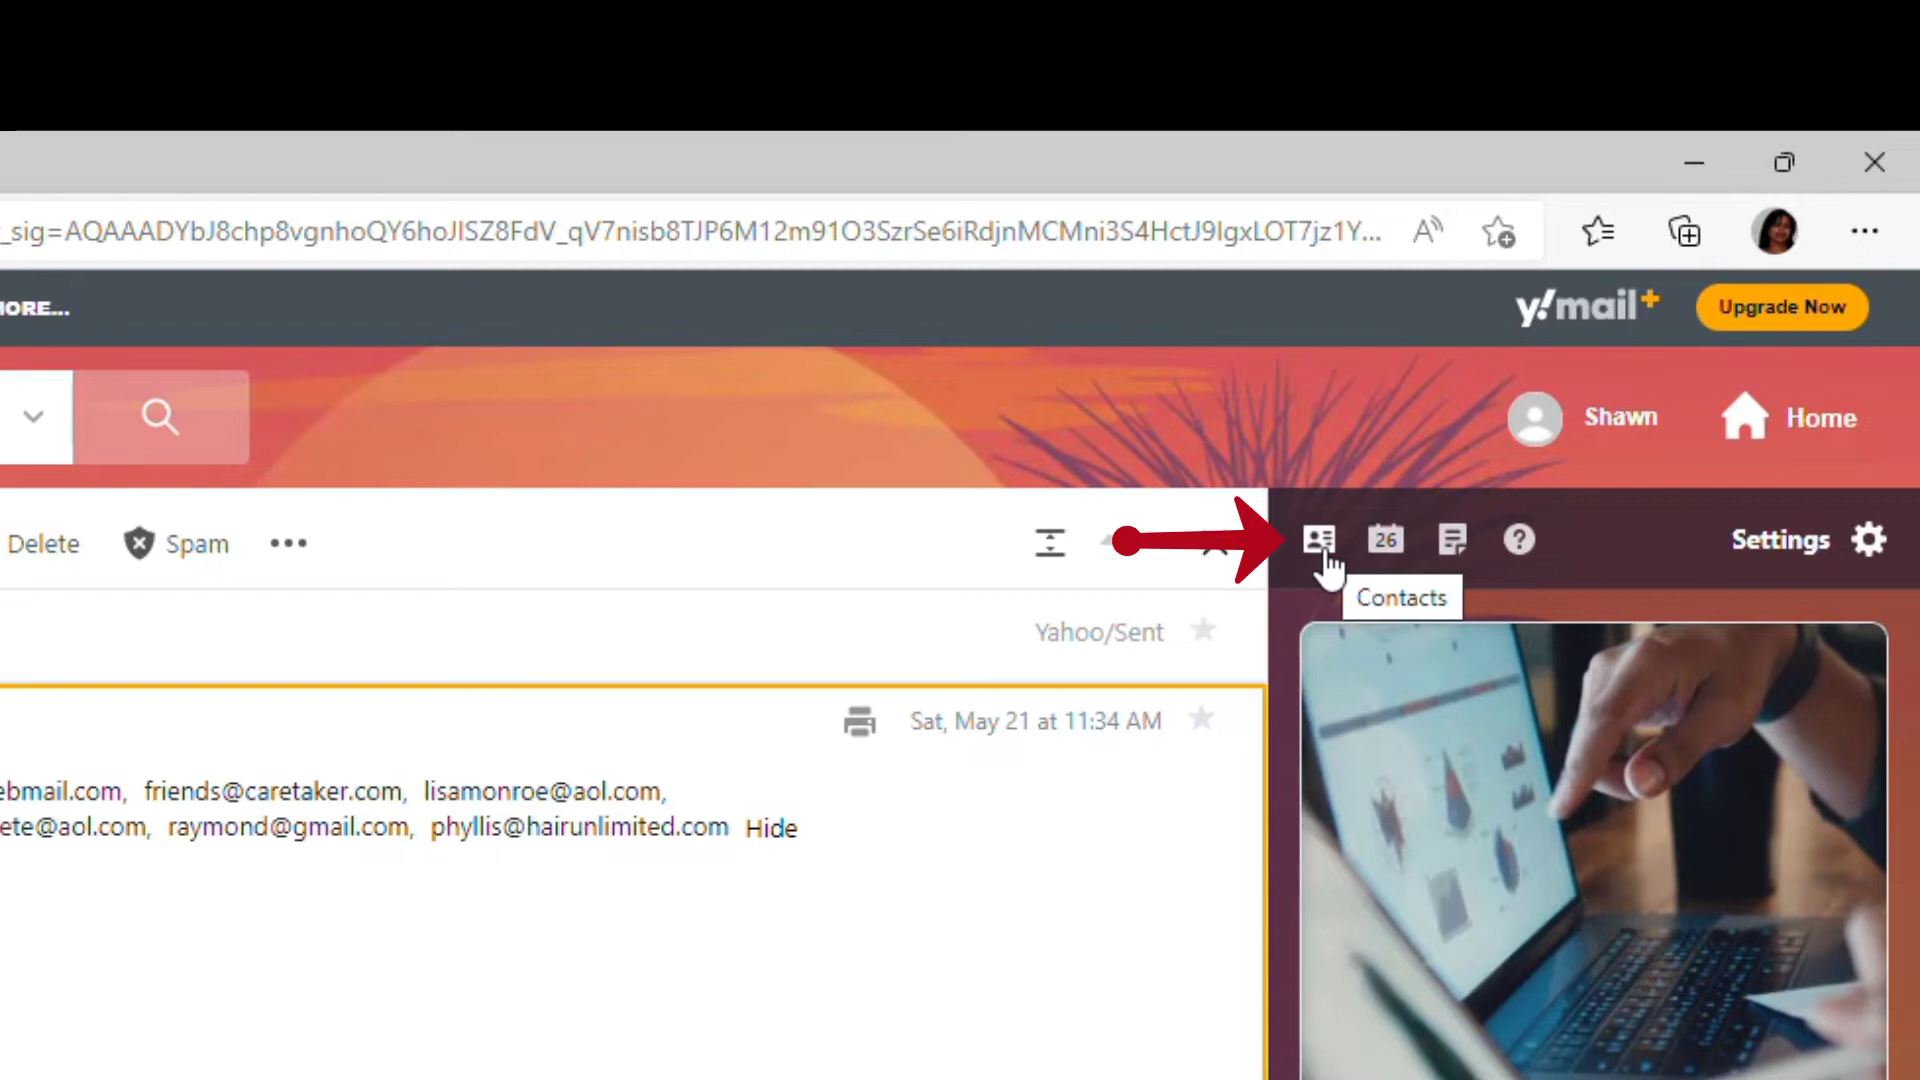 _sig=AQAAADYbJ8chp8vgnhoQY6hoJISZ8FdV_qV7nisb8TJP6M12m91O3SzrSe6iRdjnMCMni3S4HctJ9IgxLOT7jz1Y...
MORE...
y!mail+
Upgrade Now
Shawn
Home
Delete
Spam
26
Settings
Contacts
Yahoo/Sent
Sat, May 21 at 11:34 AM
ebmail.com, friends@caretaker.com, lisamonroe@aol.com,
ete@aol.com, raymond@gmail.com, phyllis@hairunlimited.com Hide